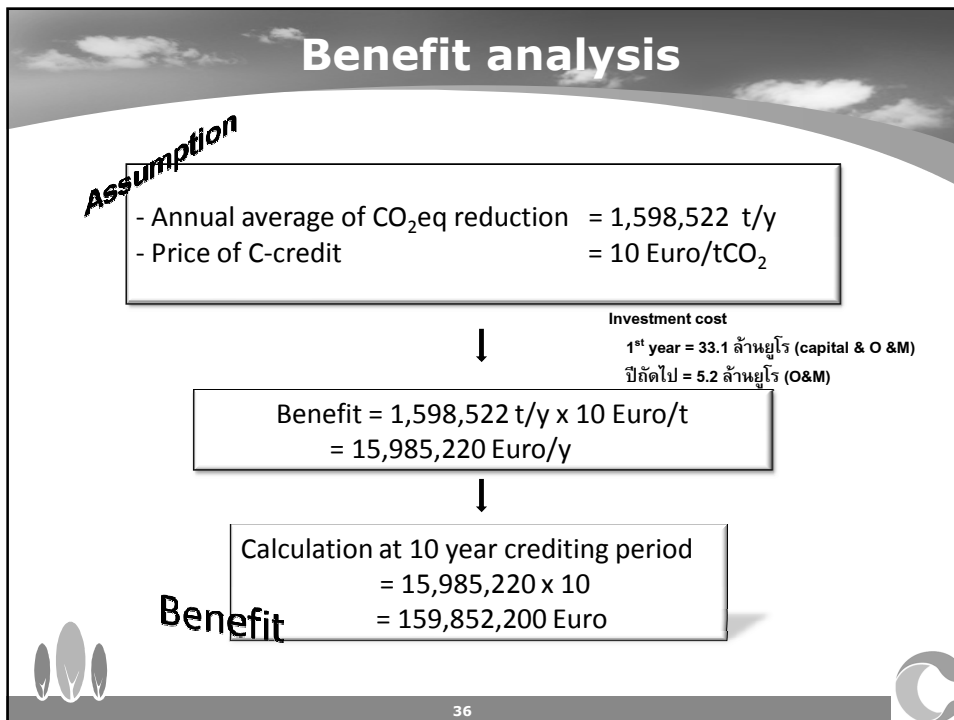 Benefit analysis
Assumption
- Annual average of CO₂eq reduction = 1,598,522 t/y
- Price of C-credit = 10 Euro/tCO₂
Investment cost
1st year = 33.1 ล้านยูโร (capital & O &M)
ปีถัดไป = 5.2 ล้านยูโร (O&M)
Benefit = 1,598,522 t/y x 10 Euro/t
= 15,985,220 Euro/y
Calculation at 10 year crediting period
= 15,985,220 x 10
= 159,852,200 Euro
Benefit
36